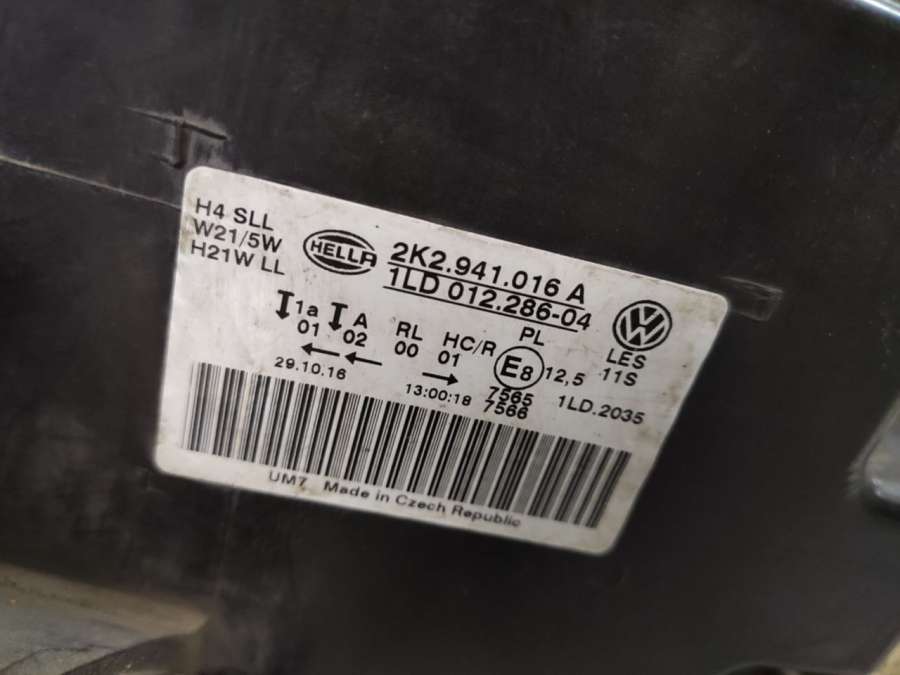 H4 SLL
W21/5W
H21W LL
HELLA
2K2.941.016 A
1LD 012.286-04
1a A RL HC/R PL
01 02 00 01 E8 12,5
LES
11S
29.10.16
13:00:18
7565
7566
1LD.2035
UM7 Made in Czech Republic